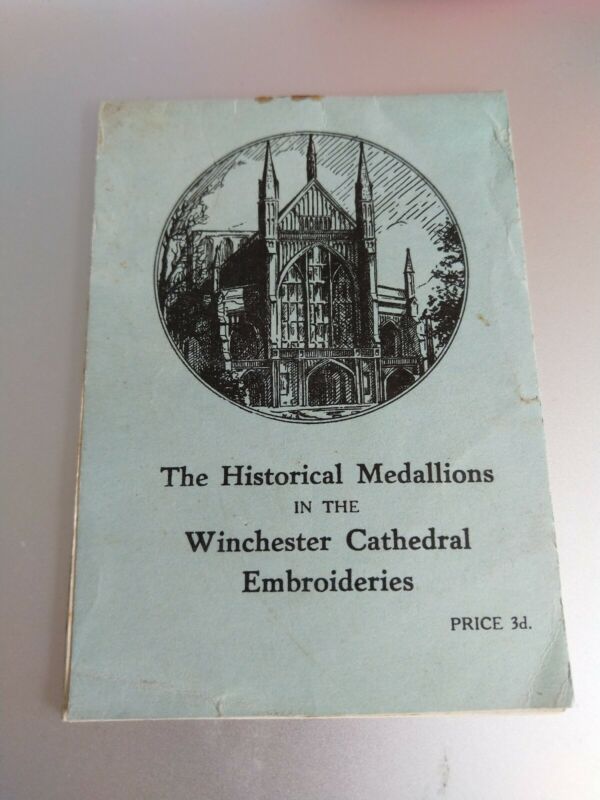 The Historical Medallions
IN THE
Winchester Cathedral
Embroideries
PRICE 3d.